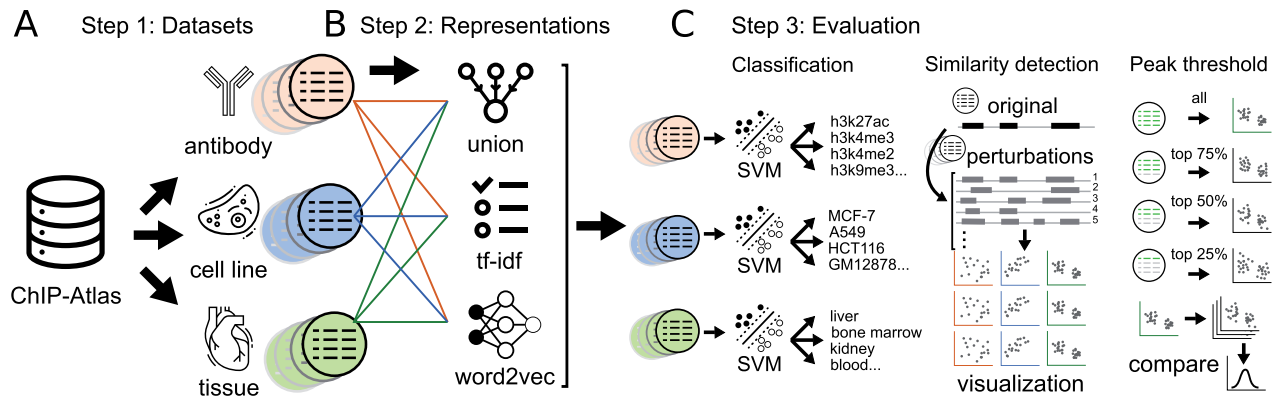 A Step 1: Datasets
ChIP-Atlas
antibody
cell line
tissue
B Step 2: Representations
union
tf-idf
word2vec
C Step 3: Evaluation
Classification
SVM
h3k27ac
h3k4me3
h3k4me2
h3k9me3...
SVM
MCF-7
A549
HCT116
GM12878...
SVM
liver
bone marrow
kidney
blood...
Similarity detection
original
perturbations
1
2
3
4
5
visualization
Peak threshold
all
top 75%
top 50%
top 25%
compare